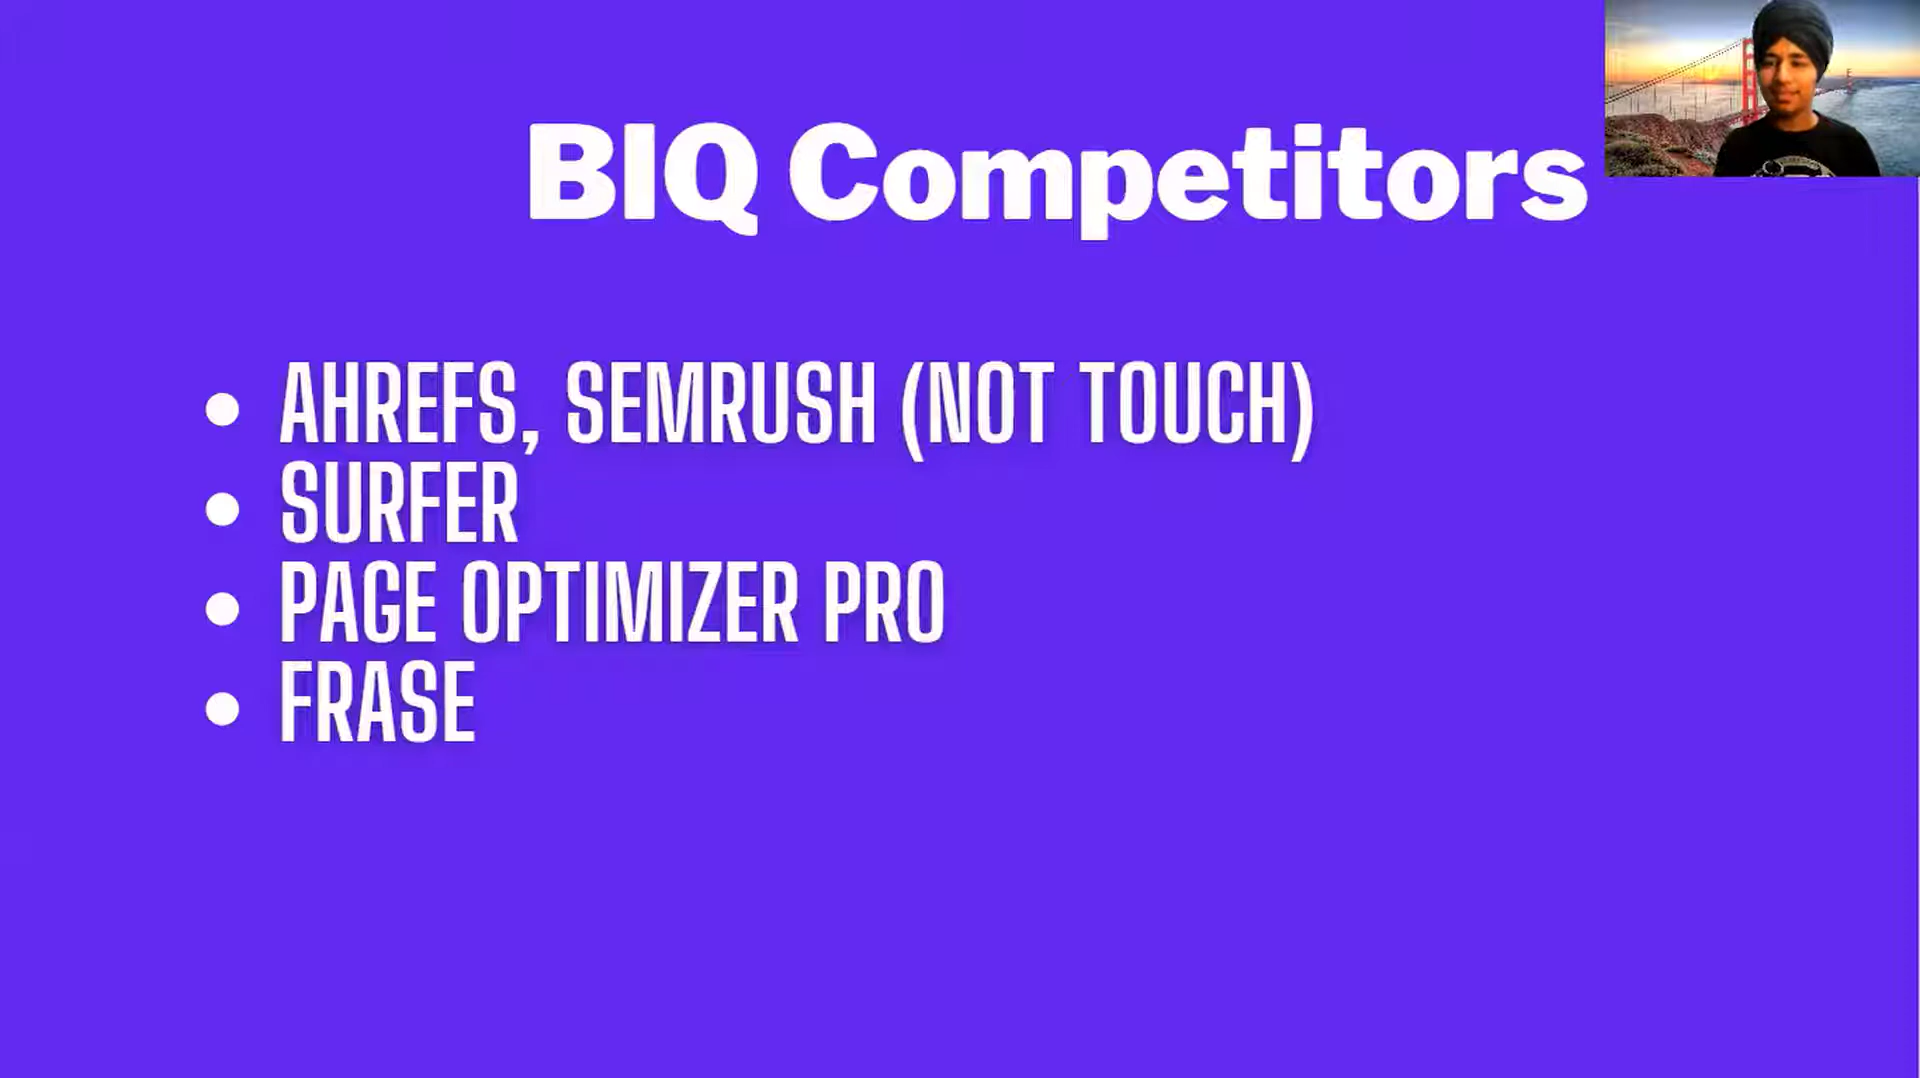 BIQ Competitors
AHREFS, SEMRUSH (NOT TOUCH)
SURFER
PAGE OPTIMIZER PRO
FRASE